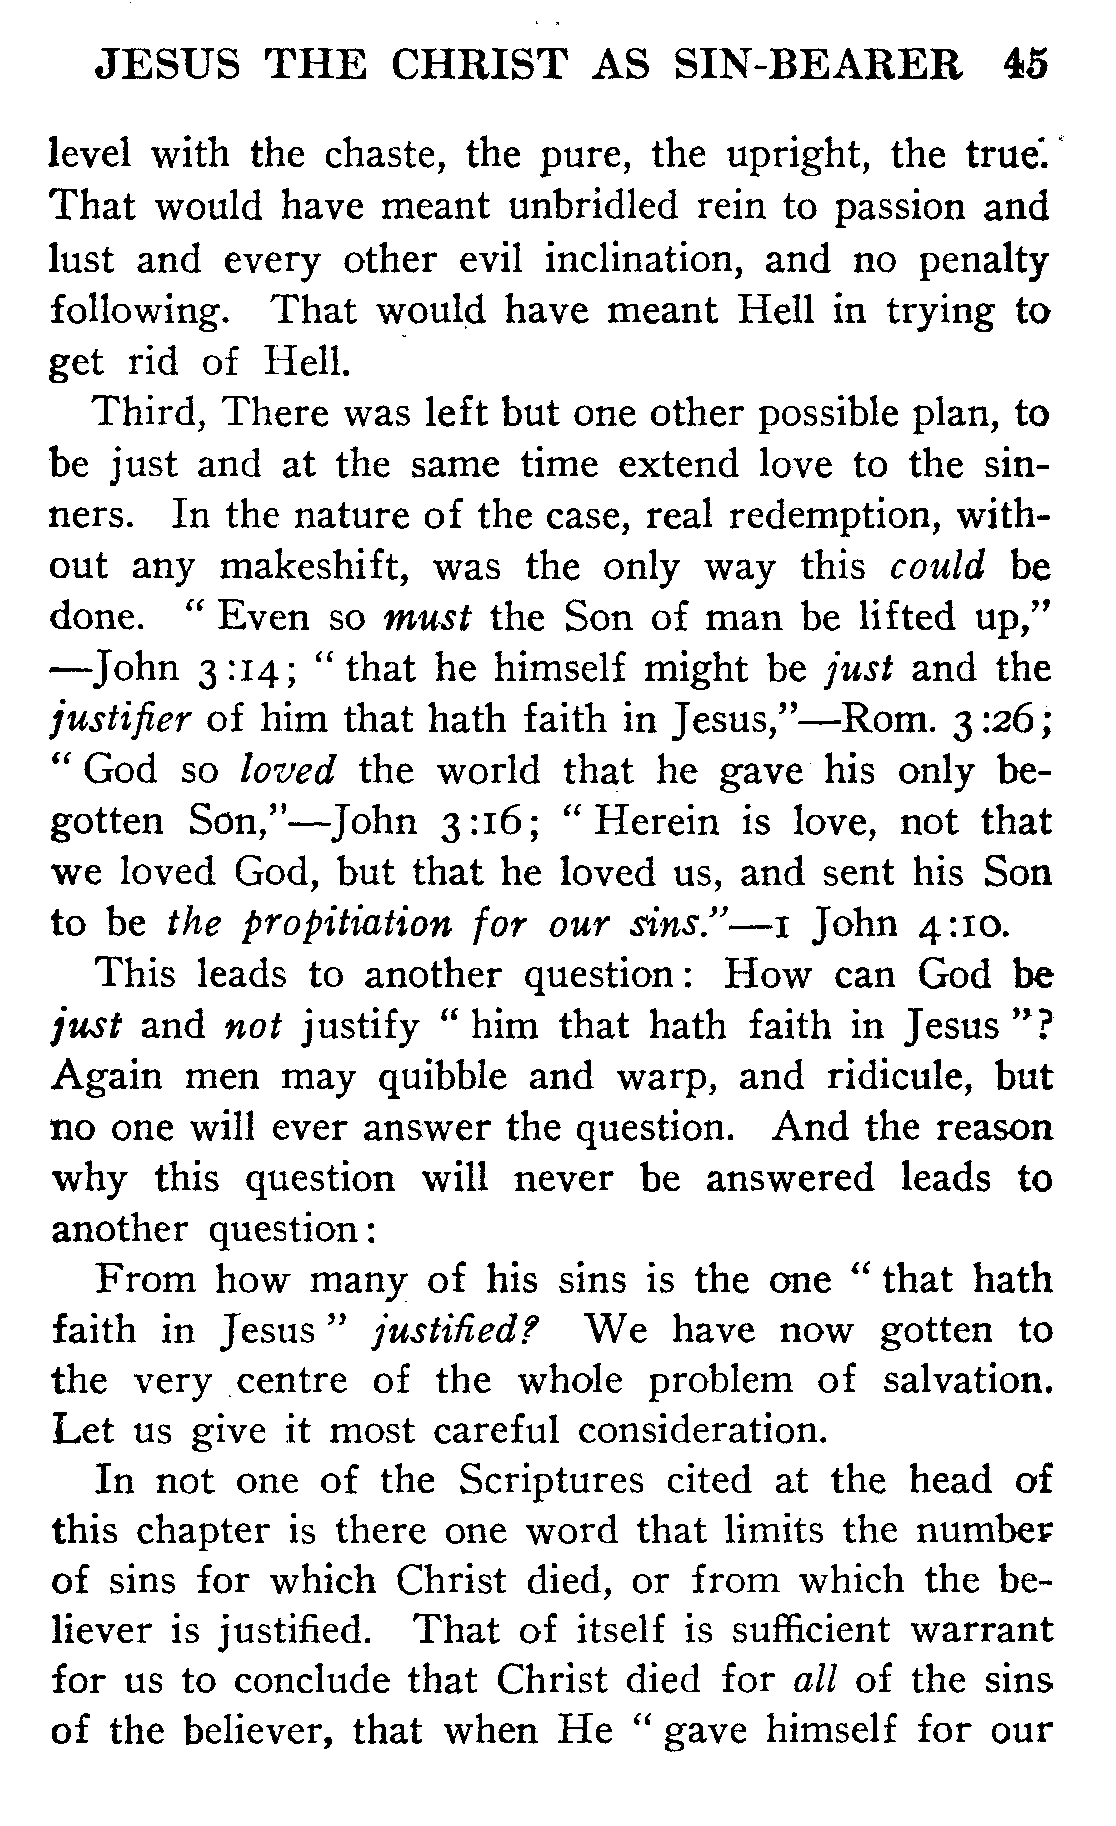 JESUS THE CHRIST AS SIN-BEARER 45
level with the chaste, the pure, the upright, the true.
That would have meant unbridled rein to passion and
lust and every other evil inclination, and no penalty
following. That would have meant Hell in trying to
get rid of Hell.
Third, There was left but one other possible plan, to
be just and at the same time extend love to the sin-
ners. In the nature of the case, real redemption, with-
out any makeshift, was the only way this could be
done. “ Even so must the Son of man be lifted up,”
—John 3:14; “ that he himself might be just and the
justifier of him that hath faith in Jesus,”—Rom. 3:26;
“ God so loved the world that he gave his only be-
gotten Son,”—John 3:16; “ Herein is love, not that
we loved God, but that he loved us, and sent his Son
to be the propitiation for our sins.”—1 John 4:10.
This leads to another question: How can God be
just and not justify “ him that hath faith in Jesus ”?
Again men may quibble and warp, and ridicule, but
no one will ever answer the question. And the reason
why this question will never be answered leads to
another question:
From how many of his sins is the one “ that hath
faith in Jesus ” justified? We have now gotten to
the very centre of the whole problem of salvation.
Let us give it most careful consideration.
In not one of the Scriptures cited at the head of
this chapter is there one word that limits the number
of sins for which Christ died, or from which the be-
liever is justified. That of itself is sufficient warrant
for us to conclude that Christ died for all of the sins
of the believer, that when He “ gave himself for our